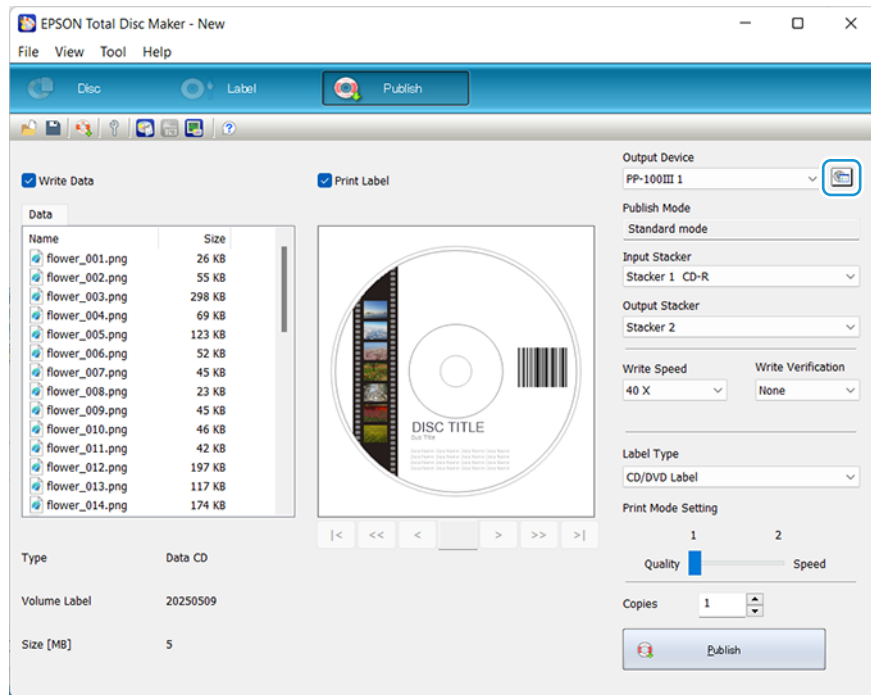 EPSON Total Disc Maker - New
File View Tool Help
Disc Label Publish
Write Data
Data
Name Size
flower_001.png 26 KB
flower_002.png 55 KB
flower_003.png 298 KB
flower_004.png 69 KB
flower_005.png 123 KB
flower_006.png 52 KB
flower_007.png 45 KB
flower_008.png 23 KB
flower_009.png 45 KB
flower_010.png 46 KB
flower_011.png 42 KB
flower_012.png 197 KB
flower_013.png 117 KB
flower_014.png 174 KB
Type Data CD
Volume Label 20250509
Size [MB] 5
Print Label
DISC TITLE
|< << < > >> >|
Output Device
PP-100III 1
Publish Mode
Standard mode
Input Stacker
Stacker 1 CD-R
Output Stacker
Stacker 2
Write Speed Write Verification
40 X None
Label Type
CD/DVD Label
Print Mode Setting
1 2
Quality Speed
Copies 1
Publish